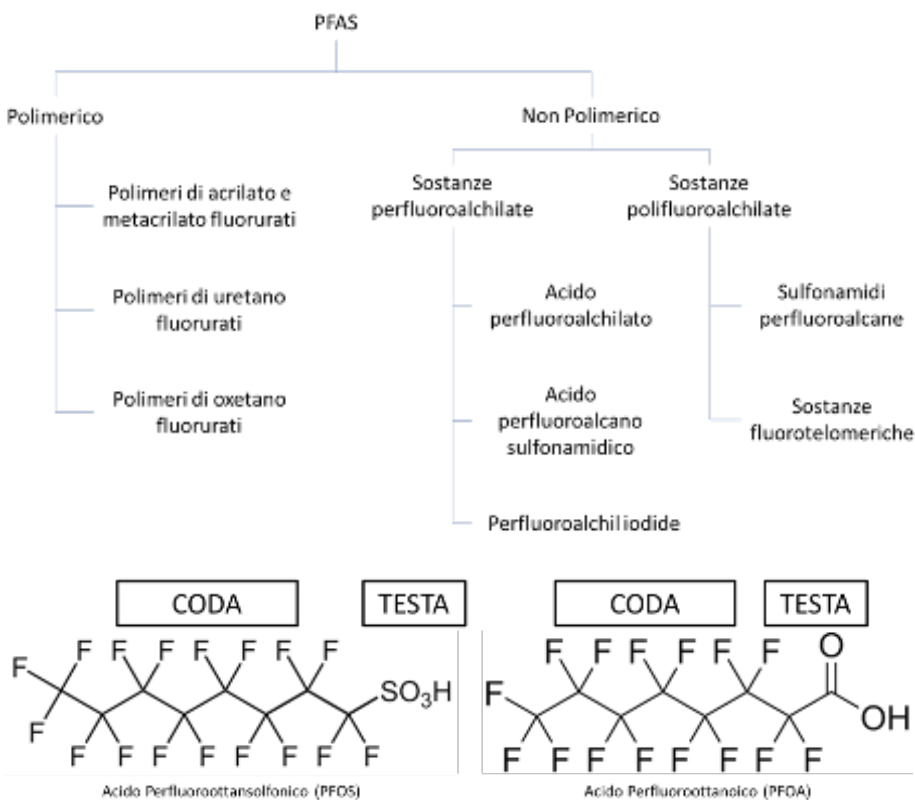 PFAS
Polimerico
Non Polimerico
Polimeri di acrilato e
metacrilato fluorurati
Polimeri di uretano
fluorurati
Polimeri di oxetano
fluorurati
Sostanze
perfluoroalchilate
Acido
perfluoroalchilato
Acido
perfluoroalcano
sulfonamidico
Perfluoroalchil iodide
Sostanze
polifluoroalchilate
Sulfonamidi
perfluoroalcane
Sostanze
fluorotelomeriche
CODA
TESTA
F F F F F
F
SO₃H
F
F F F F F F F F
Acido Perfluoroottansolfonico (PFOS)
CODA
TESTA
O
F F F F F F
F
OH
F F F F F F F F
Acido Perfluoroottanoico (PFOA)